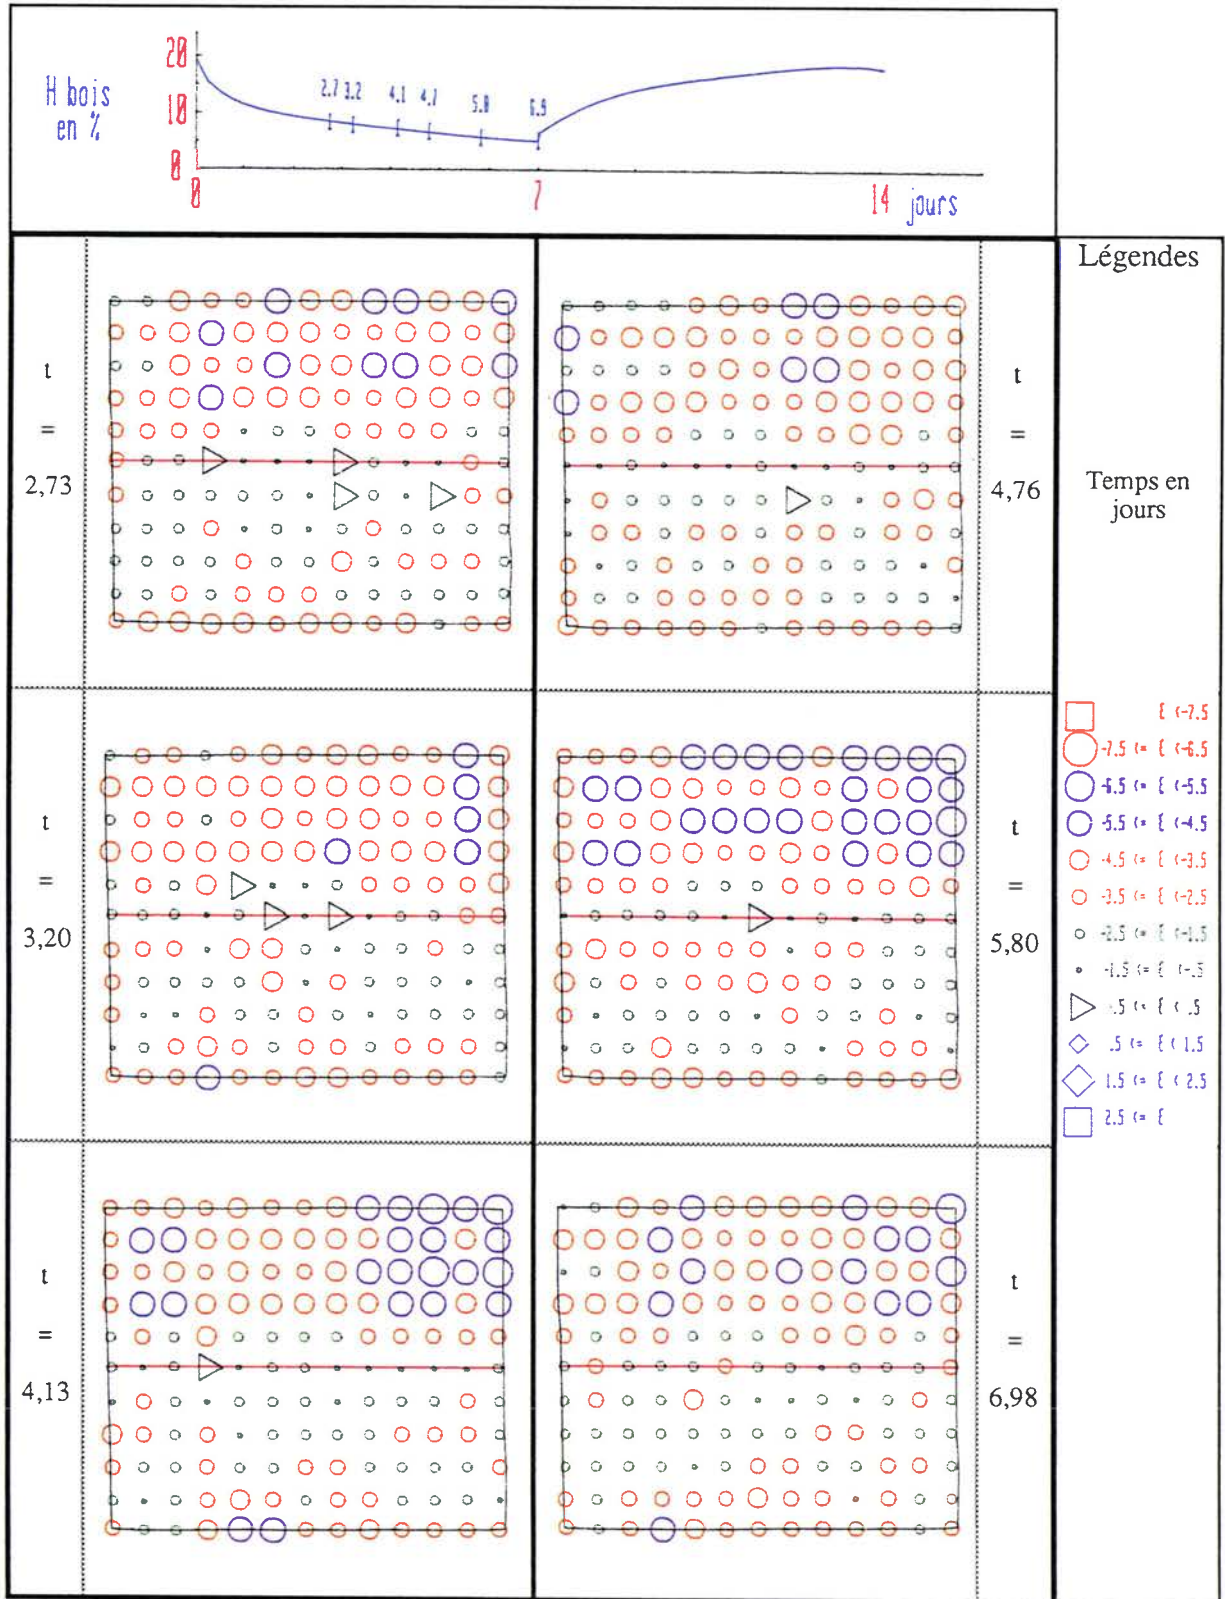 H bois
en %
20
10
0
2.7 3.2 4.1 4.7 5.8 6.9
0 7 14 jours
t
=
2,73
t
=
4,76
t
=
3,20
t
=
5,80
t
=
4,13
t
=
6,98
Légendes
Temps en
jours
ξ <-7.5
-7.5 <= ξ <-6.5
-6.5 <= ξ <-5.5
-5.5 <= ξ <-4.5
-4.5 <= ξ <-3.5
-3.5 <= ξ <-2.5
-2.5 <= ξ <-1.5
-1.5 <= ξ <-.5
.5 <= ξ < .5
.5 <= ξ < 1.5
1.5 <= ξ < 2.5
2.5 <= ξ